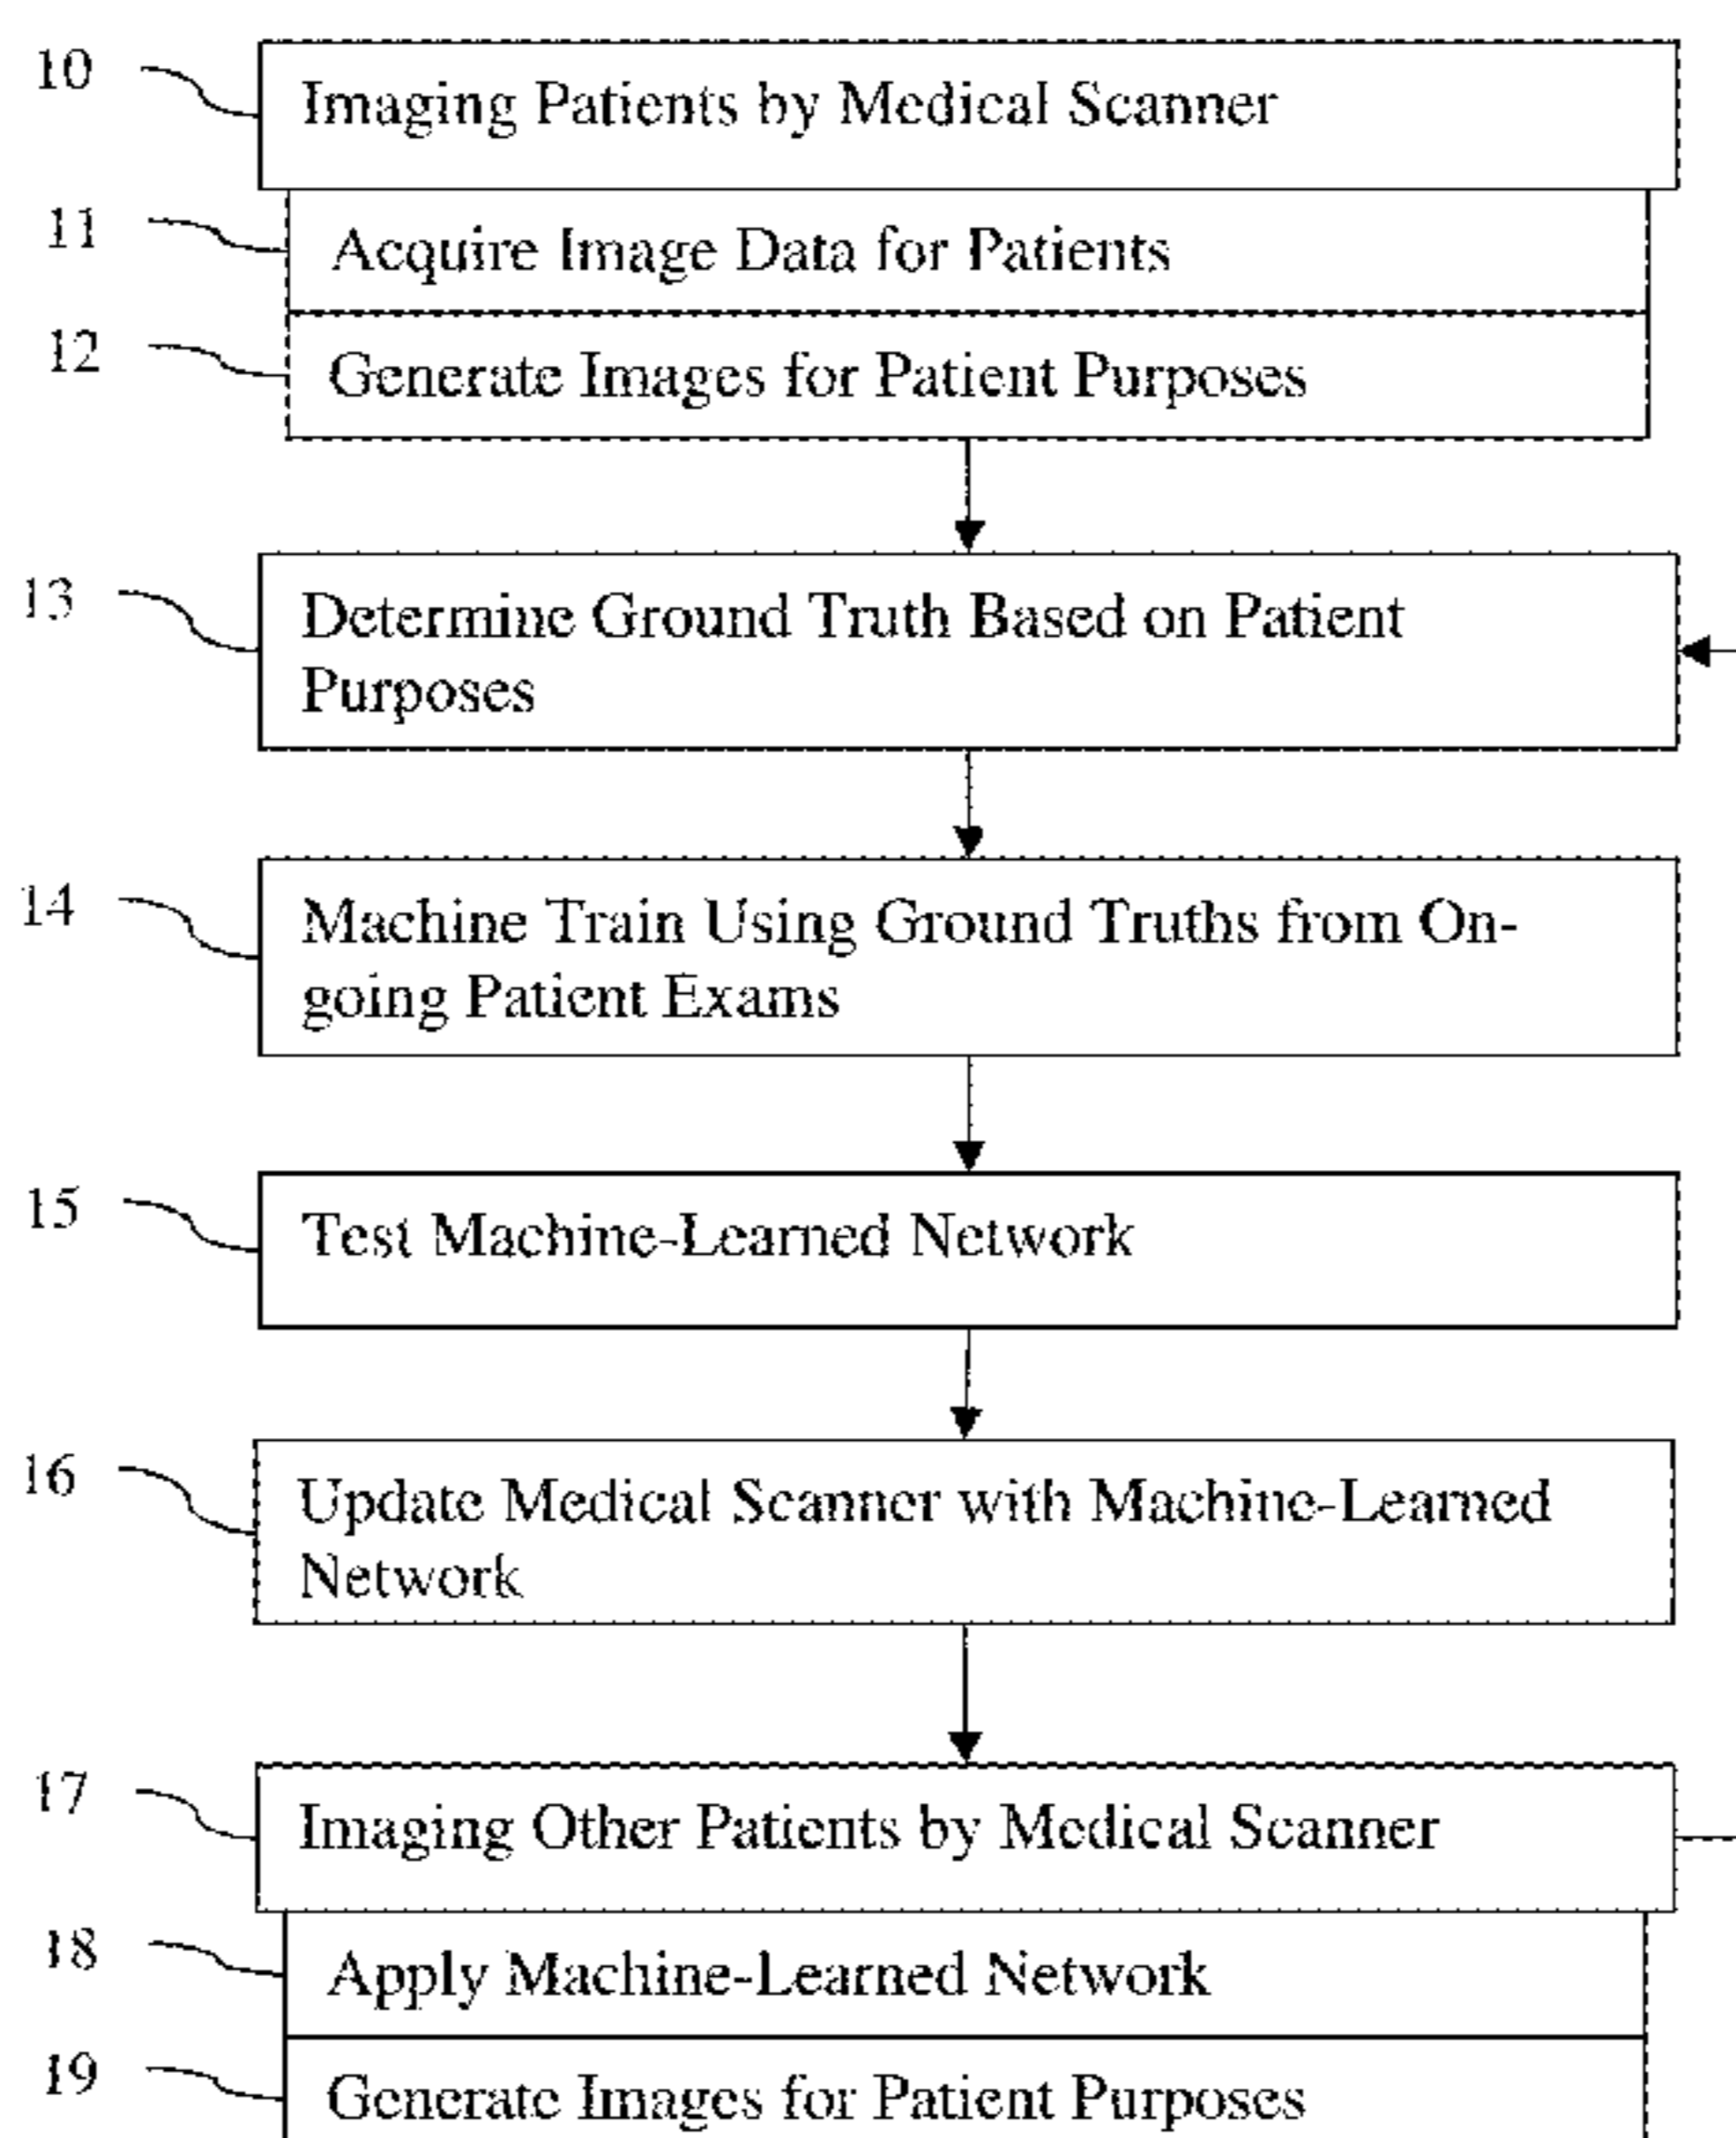 10 Imaging Patients by Medical Scanner
11 Acquire Image Data for Patients
12 Generate Images for Patient Purposes
13 Determine Ground Truth Based on Patient
Purposes
14 Machine Train Using Ground Truths from On-
going Patient Exams
15 Test Machine-Learned Network
16 Update Medical Scanner with Machine-Learned
Network
17 Imaging Other Patients by Medical Scanner
18 Apply Machine-Learned Network
19 Generate Images for Patient Purposes